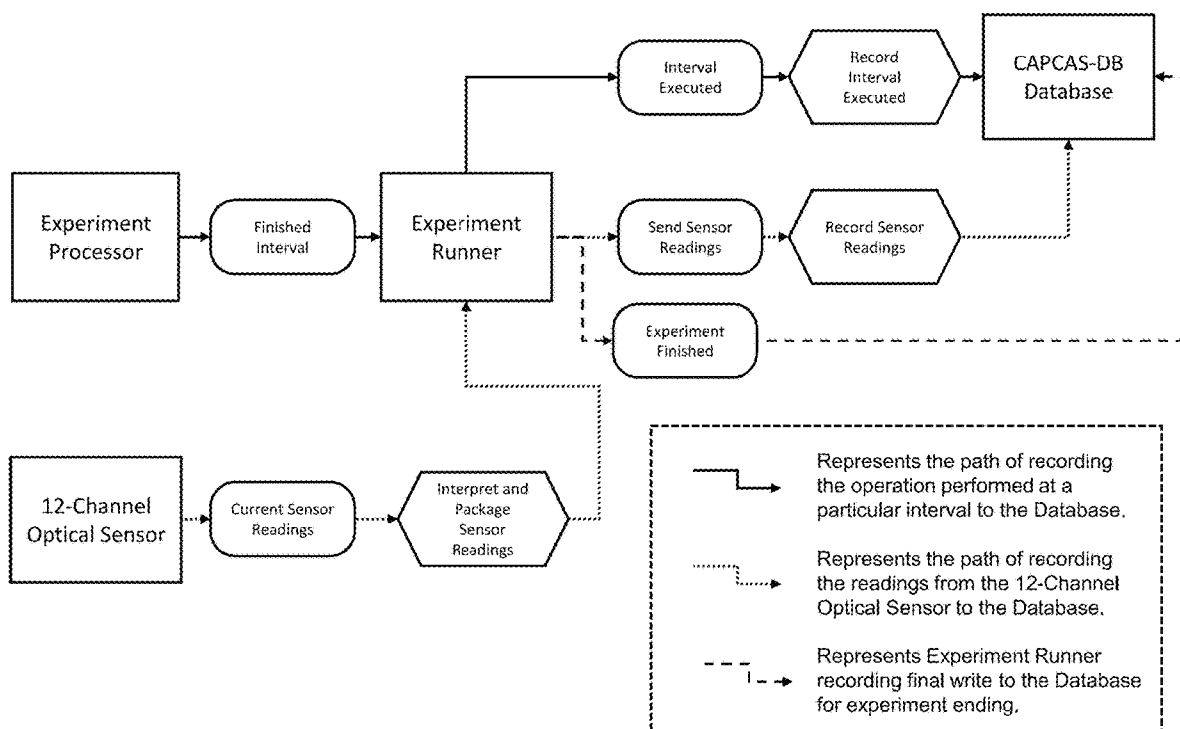 Interval
Executed
Record
Interval
Executed
CAPCAS-DB
Database
Experiment
Processor
Finished
Interval
Experiment
Runner
Send Sensor
Readings
Record Sensor
Readings
Experiment
Finished
12-Channel
Optical Sensor
Current Sensor
Readings
Interpret and
Package
Sensor
Readings
Represents the path of recording
the operation performed at a
particular interval to the Database.
Represents the path of recording
the readings from the 12-Channel
Optical Sensor to the Database.
Represents Experiment Runner
recording final write to the Database
for experiment ending.